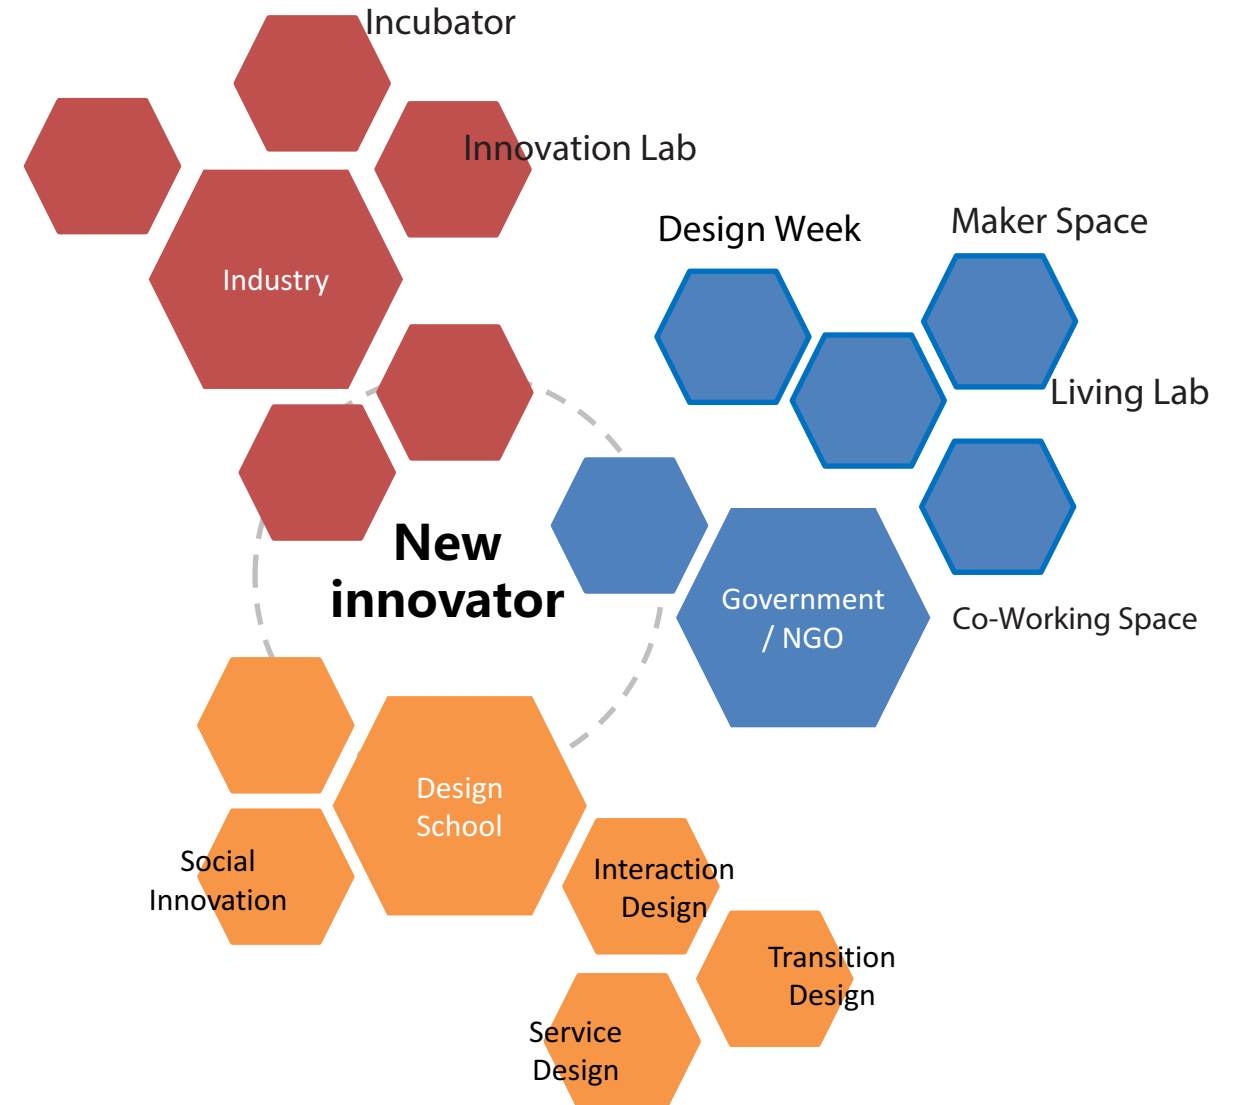 Incubator
Innovation Lab
Industry
Design Week
Maker Space
Living Lab
New
innovator
Government
/ NGO
Co-Working Space
Design
School
Social
Innovation
Interaction
Design
Transition
Design
Service
Design